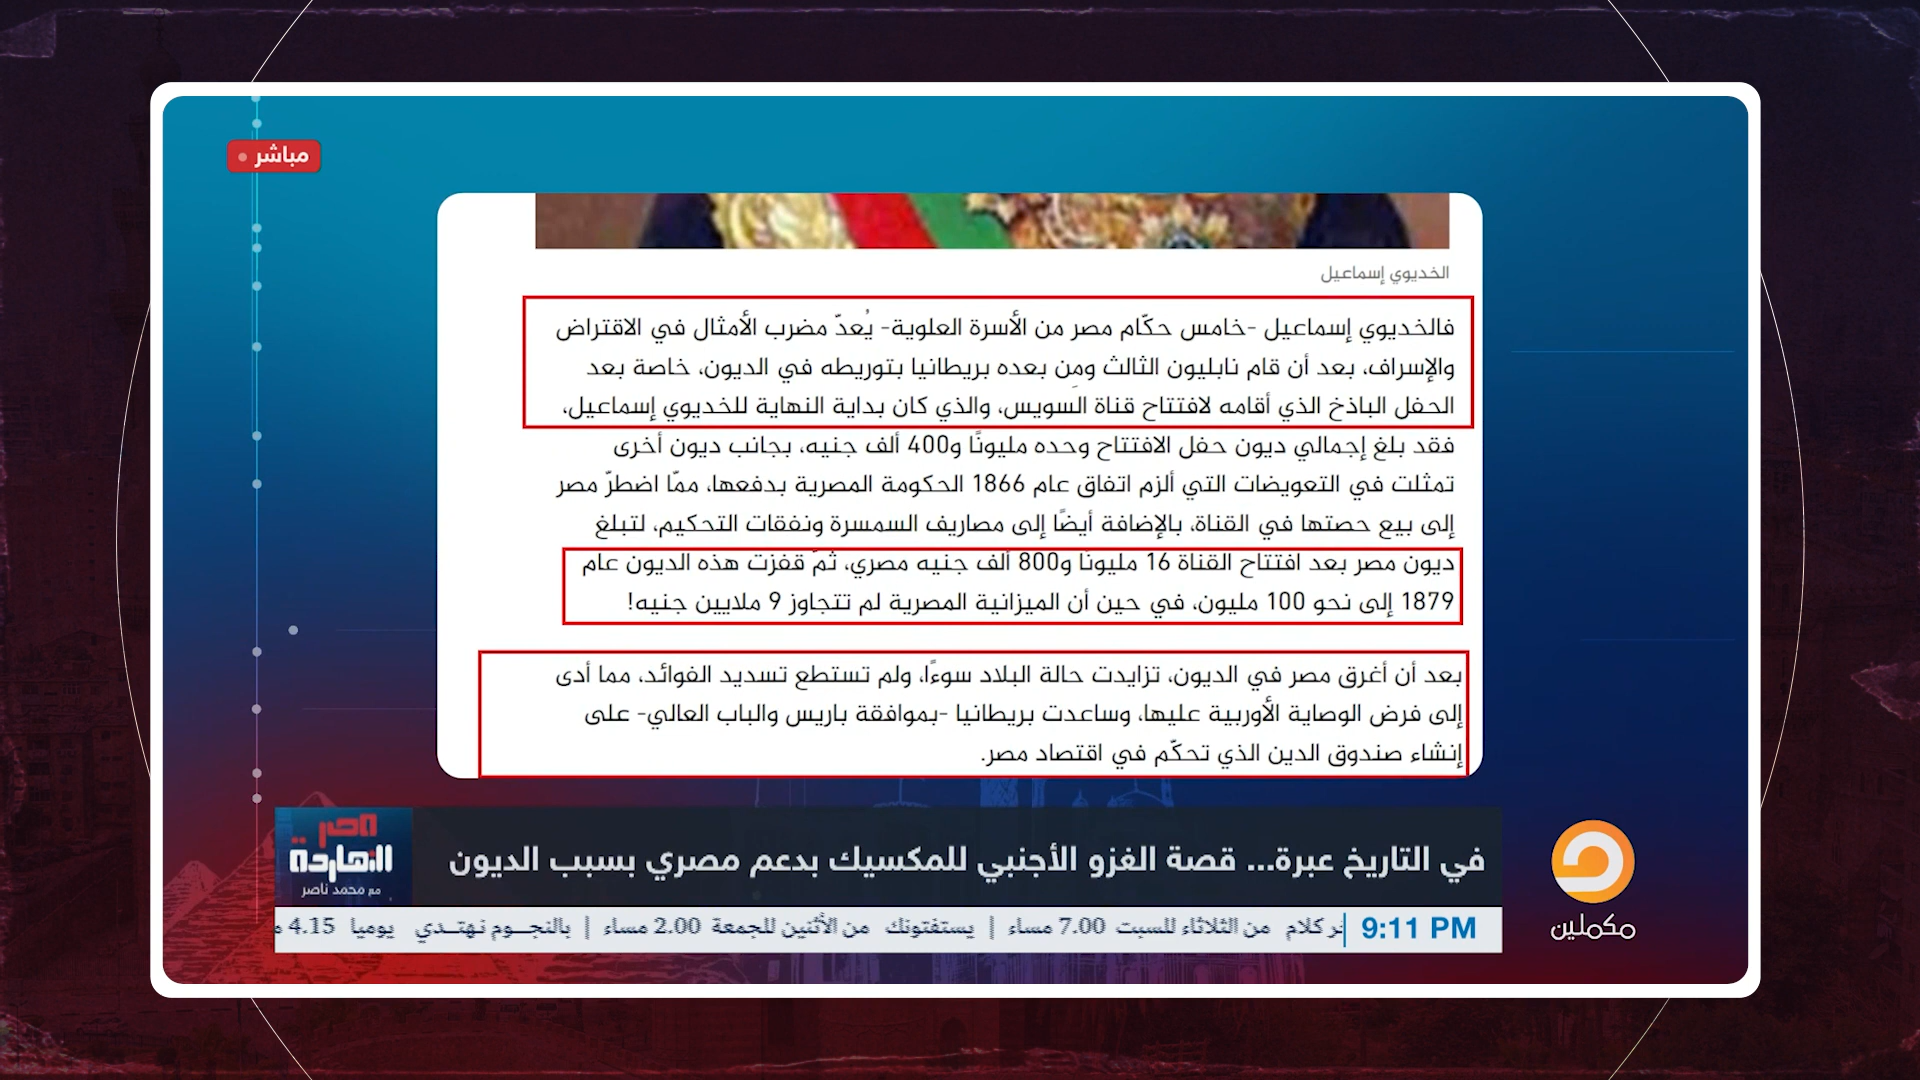 مباشر
الخديوي إسماعيل
فالخديوي إسماعيل -خامس حكّام مصر من الأسرة العلوية- يُعدّ مضرب الأمثال في الاقتراض
والإسراف، بعد أن قام نابليون الثالث ومِن بعده بريطانيا بتوريطه في الديون، خاصة بعد
الحفل الباذخ الذي أقامه لافتتاح قناة السويس، والذي كان بداية النهاية للخديوي إسماعيل،
فقد بلغ إجمالي ديون حفل الافتتاح وحده مليونًا و400 ألف جنيه، بجانب ديون أخرى
تمثلت في التعويضات التي ألزم اتفاق عام 1866 الحكومة المصرية بدفعها، ممّا اضطرّ مصر
إلى بيع حصتها في القناة، بالإضافة أيضًا إلى مصاريف السمسرة ونفقات التحكيم، لتبلغ
ديون مصر بعد افتتاح القناة 16 مليونًا و800 ألف جنيه مصري، ثمّ قفزت هذه الديون عام
1879 إلى نحو 100 مليون، في حين أن الميزانية المصرية لم تتجاوز 9 ملايين جنيه!
بعد أن أغرق مصر في الديون، تزايدت حالة البلاد سوءًا، ولم تستطع تسديد الفوائد، مما أدى
إلى فرض الوصاية الأوربية عليها، وساعدت بريطانيا -بموافقة باريس والباب العالي- على
إنشاء صندوق الدين الذي تحكّم في اقتصاد مصر.
مصر
النهاردة
مع محمد ناصر
في التاريخ عبرة... قصة الغزو الأجنبي للمكسيك بدعم مصري بسبب الديون
9:11 PM
كلام من الثلاثاء للسبت 7.00 مساء | يستفتونك من الأثنين للجمعة 2.00 مساء | بالنجــوم نهتــدي يوميا 4.15
مكملين